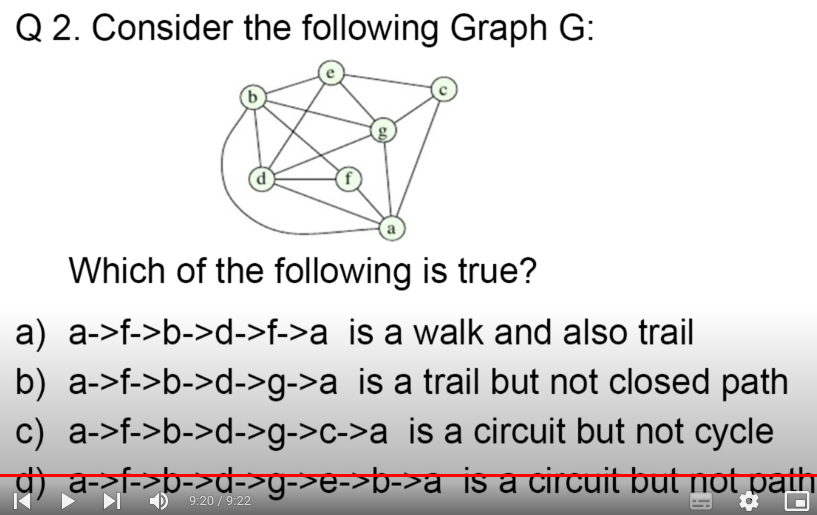 Q 2. Consider the following Graph G:
e
b
c
g
d
f
a
Which of the following is true?
a) a->f->b->d->f->a is a walk and also trail
b) a->f->b->d->g->a is a trail but not closed path
c) a->f->b->d->g->c->a is a circuit but not cycle
d) a->f->b->d->g->e->b->a is a circuit but not path
9:20 / 9:22